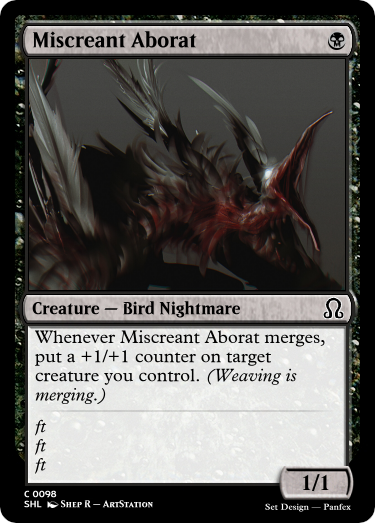 Miscreant Aborat
Creature — Bird Nightmare
Whenever Miscreant Aborat merges,
put a +1/+1 counter on target
creature you control. (Weaving is
merging.)
ft
ft
ft
1/1
C 0098
SHL Shep R — ArtStation
Set Design — Panfex